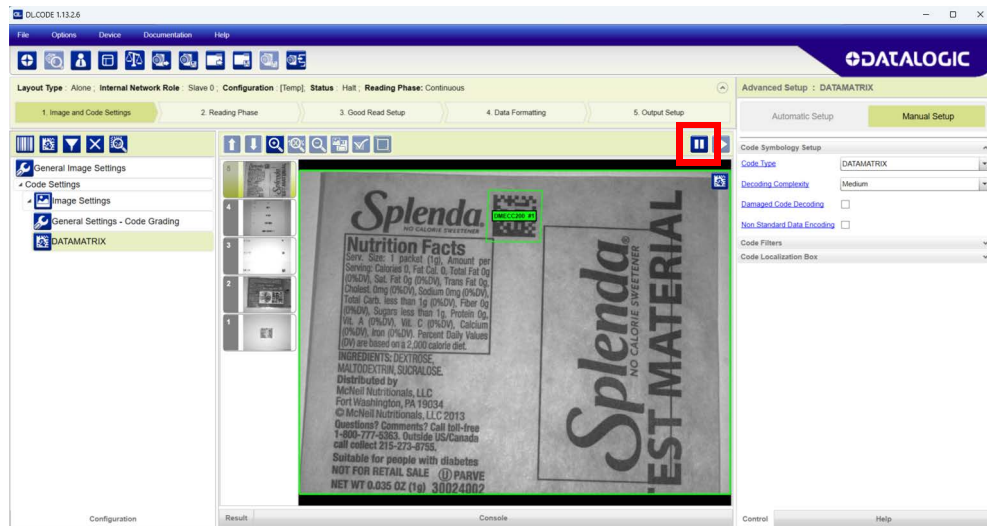 DL.CODE 1.13.2.6
File Options Device Documentation Help
DATALOGIC
Layout Type : Alone ; Internal Network Role : Slave 0 ; Configuration : [Temp]; Status : Halt ; Reading Phase: Continuous
1. Image and Code Settings 2. Reading Phase 3. Good Read Setup 4. Data Formatting 5. Output Setup
General Image Settings
Code Settings
Image Settings
General Settings - Code Grading
DATAMATRIX
Configuration
5
4
3
2
1
Splenda
NO CALORIE SWEETENER
DMECC200 #1
Nutrition Facts
Serv. Size: 1 packet (1g), Amount per
Serving: Calories 0, Fat Cal. 0, Total Fat 0g
(0%DV), Sat. Fat 0g (0%DV), Trans Fat 0g,
Cholest. 0mg (0%DV), Sodium 0mg (0%DV),
Total Carb. less than 1g (0%DV), Fiber 0g
(0%DV), Sugars less than 1g, Protein 0g,
Vit. A (0%DV), Vit. C (0%DV), Calcium
(0%DV), Iron (0%DV). Percent Daily Values
(DV) are based on a 2,000 calorie diet.
INGREDIENTS: DEXTROSE,
MALTODEXTRIN, SUCRALOSE.
Distributed by
McNeil Nutritionals, LLC
Fort Washington, PA 19034
© McNeil Nutritionals, LLC 2013
Questions? Comments? Call toll-free
1-800-777-5363. Outside US/Canada
call collect 215-273-8755.
Suitable for people with diabetes
NOT FOR RETAIL SALE U PARVE
NET WT 0.035 OZ (1g) 30024002
Splenda
NO CALORIE SWEETENER
EST MATERIAL
Result Console
Advanced Setup : DATAMATRIX
Automatic Setup Manual Setup
Code Symbology Setup
Code Type DATAMATRIX
Decoding Complexity Medium
Damaged Code Decoding
Non Standard Data Encoding
Code Filters
Code Localization Box
Control Help